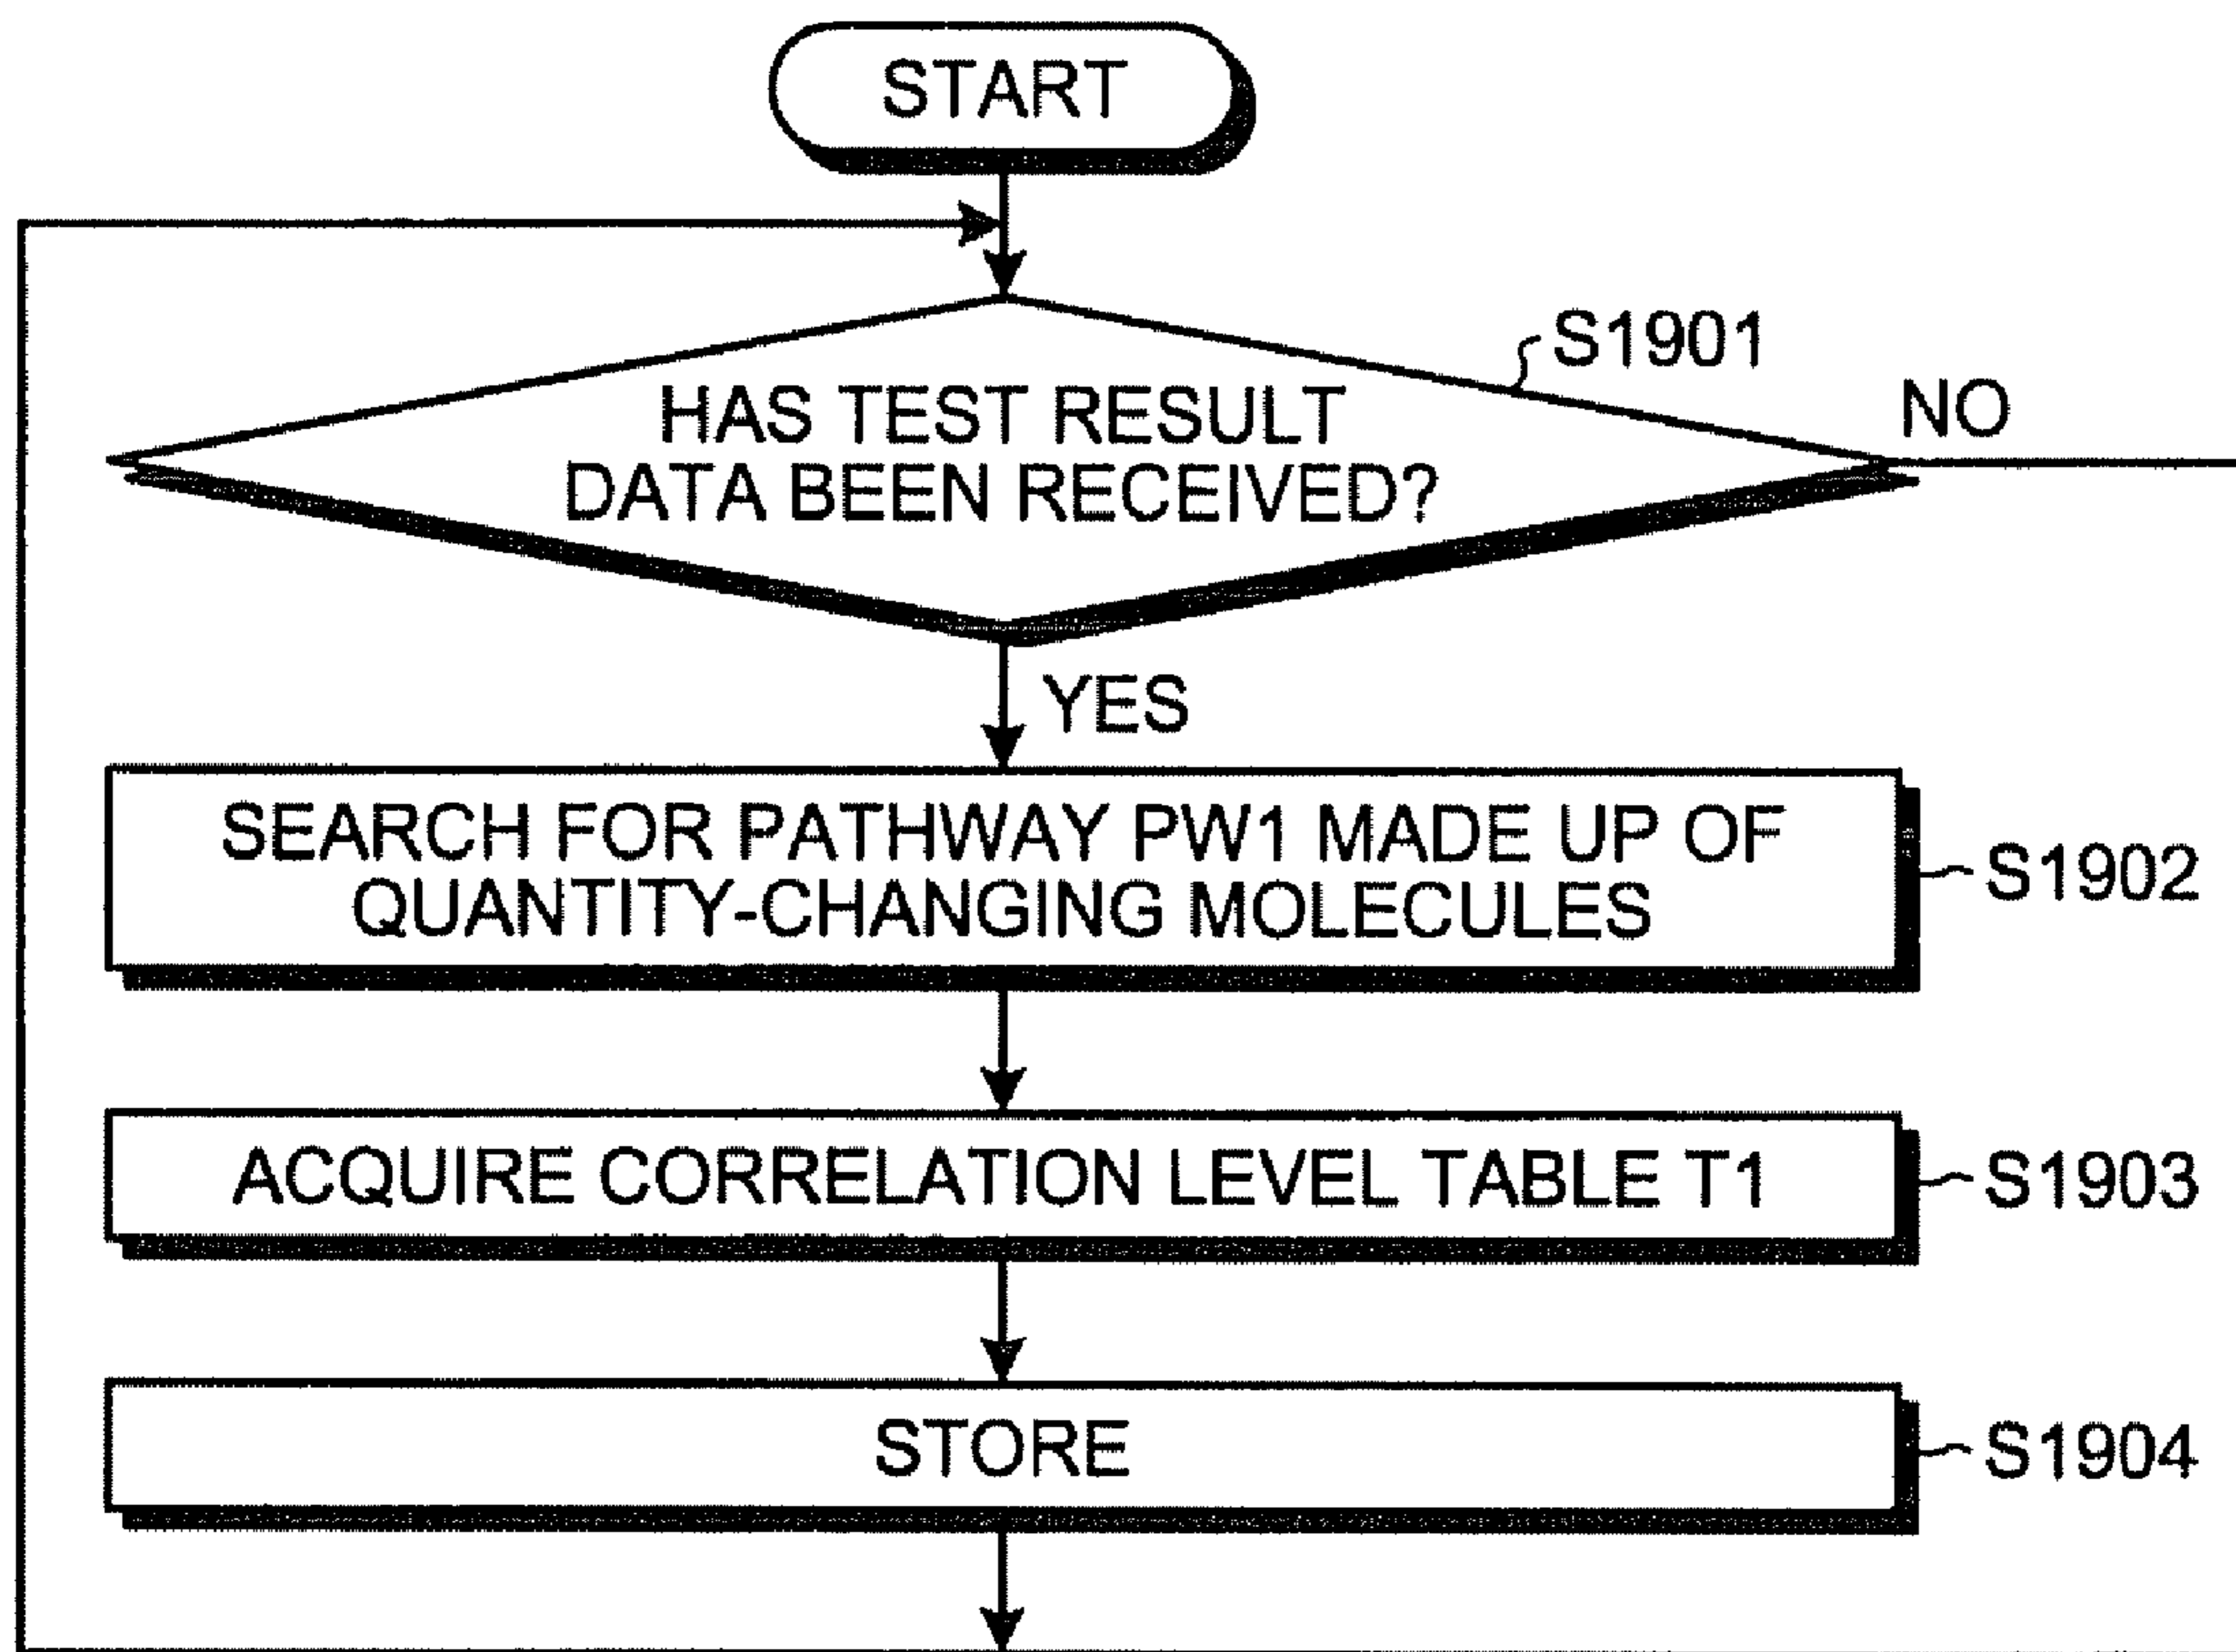 START
S1901
NO
HAS TEST RESULT
DATA BEEN RECEIVED?
YES
SEARCH FOR PATHWAY PW1 MADE UP OF
QUANTITY-CHANGING MOLECULES
S1902
ACQUIRE CORRELATION LEVEL TABLE T1
S1903
STORE
S1904